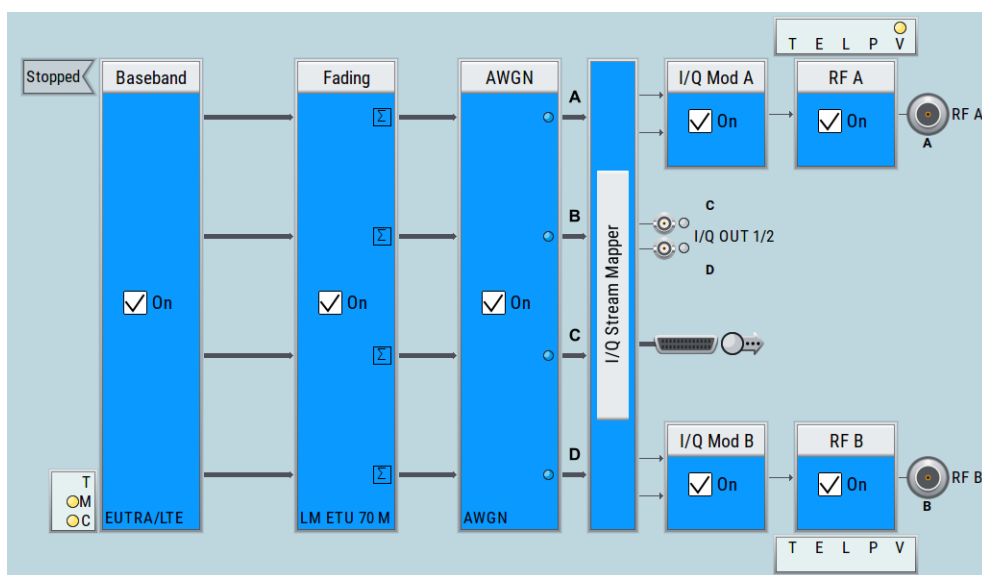 T E L P V
Stopped
Baseband
Fading
AWGN
I/Q Mod A
RF A
A
Σ
On
On
RF A
A
B
Σ
C
I/Q OUT 1/2
D
On
On
On
I/Q Stream Mapper
C
Σ
I/Q Mod B
RF B
D
Σ
On
On
RF B
B
T
M
C
EUTRA/LTE
LM ETU 70 M
AWGN
T E L P V